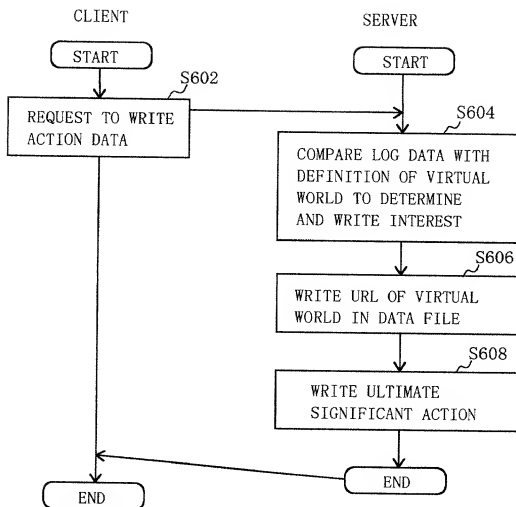 CLIENT
SERVER
START
START
S602
REQUEST TO WRITE
ACTION DATA
S604
COMPARE LOG DATA WITH
DEFINITION OF VIRTUAL
WORLD TO DETERMINE
AND WRITE INTEREST
S606
WRITE URL OF VIRTUAL
WORLD IN DATA FILE
S608
WRITE ULTIMATE
SIGNIFICANT ACTION
END
END